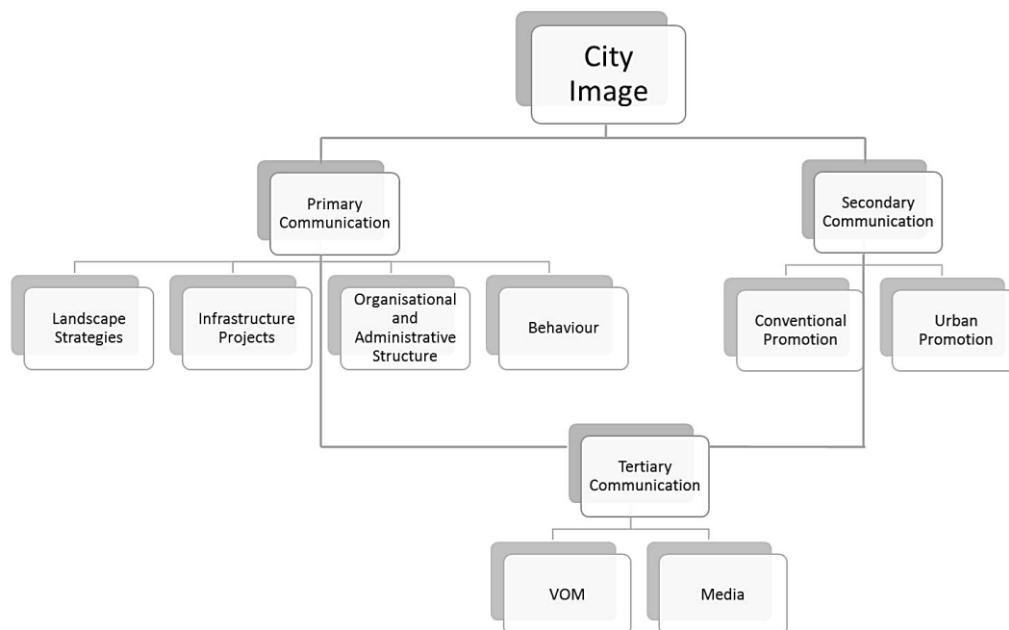 City
Image
Primary
Communication
Secondary
Communication
Landscape
Strategies
Infrastructure
Projects
Organisational
and
Administrative
Structure
Behaviour
Conventional
Promotion
Urban
Promotion
Tertiary
Communication
VOM
Media